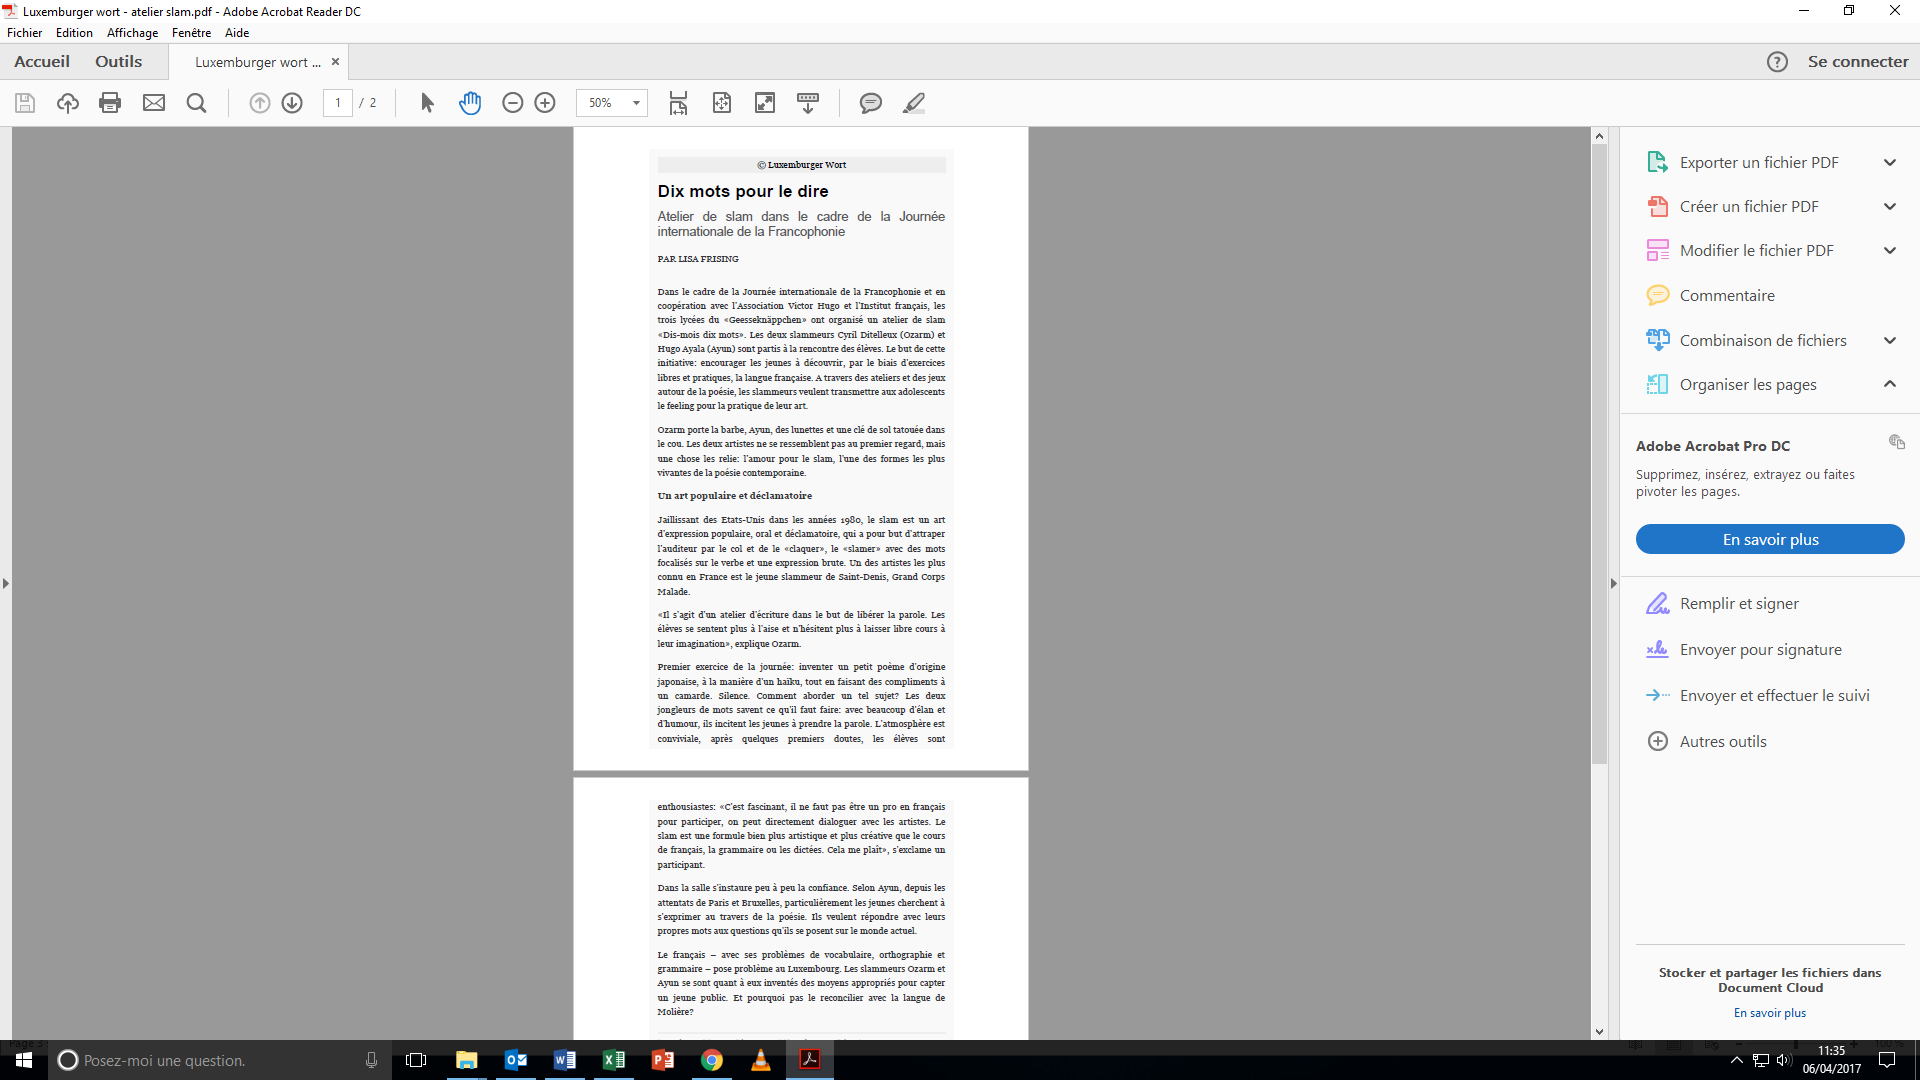 Luxemburger wort - atelier slam.pdf - Adobe Acrobat Reader DC
Fichier Edition Affichage Fenêtre Aide
Accueil Outils Luxemburger wort ... × ? Se connecter
1 / 2 50%
© Luxemburger Wort
Dix mots pour le dire
Atelier de slam dans le cadre de la Journée
internationale de la Francophonie
PAR LISA FRISING
Dans le cadre de la Journée internationale de la Francophonie et en
coopération avec l'Association Victor Hugo et l'Institut français, les
trois lycées du «Geesseknäppchen» ont organisé un atelier de slam
«Dis-mois dix mots». Les deux slammeurs Cyril Ditelleux (Ozarm) et
Hugo Ayala (Ayun) sont partis à la rencontre des élèves. Le but de cette
initiative: encourager les jeunes à découvrir, par le biais d'exercices
libres et pratiques, la langue française. A travers des ateliers et des jeux
autour de la poésie, les slammeurs veulent transmettre aux adolescents
le feeling pour la pratique de leur art.
Ozarm porte la barbe, Ayun, des lunettes et une clé de sol tatouée dans
le cou. Les deux artistes ne se ressemblent pas au premier regard, mais
une chose les relie: l'amour pour le slam, l'une des formes les plus
vivantes de la poésie contemporaine.
Un art populaire et déclamatoire
Jaillissant des Etats-Unis dans les années 1980, le slam est un art
d'expression populaire, oral et déclamatoire, qui a pour but d'attraper
l'auditeur par le col et de le «claquer», le «slamer» avec des mots
focalisés sur le verbe et une expression brute. Un des artistes les plus
connu en France est le jeune slammeur de Saint-Denis, Grand Corps
Malade.
«Il s'agit d'un atelier d'écriture dans le but de libérer la parole. Les
élèves se sentent plus à l'aise et n'hésitent plus à laisser libre cours à
leur imagination», explique Ozarm.
Premier exercice de la journée: inventer un petit poème d'origine
japonaise, à la manière d'un haïku, tout en faisant des compliments à
un camarde. Silence. Comment aborder un tel sujet? Les deux
jongleurs de mots savent ce qu'il faut faire: avec beaucoup d'élan et
d'humour, ils incitent les jeunes à prendre la parole. L'atmosphère est
conviviale, après quelques premiers doutes, les élèves sont
enthousiastes: «C'est fascinant, il ne faut pas être un pro en français
pour participer, on peut directement dialoguer avec les artistes. Le
slam est une formule bien plus artistique et plus créative que le cours
de français, la grammaire ou les dictées. Cela me plaît», s'exclame un
participant.
Dans la salle s'instaure peu à peu la confiance. Selon Ayun, depuis les
attentats de Paris et Bruxelles, particulièrement les jeunes cherchent à
s'exprimer au travers de la poésie. Ils veulent répondre avec leurs
propres mots aux questions qu'ils se posent sur le monde actuel.
Le français – avec ses problèmes de vocabulaire, orthographie et
grammaire – pose problème au Luxembourg. Les slammeurs Ozarm et
Ayun se sont quant à eux inventés des moyens appropriés pour capter
un jeune public. Et pourquoi pas le reconcilier avec la langue de
Molière?
Exporter un fichier PDF
Créer un fichier PDF
Modifier le fichier PDF
Commentaire
Combinaison de fichiers
Organiser les pages
Adobe Acrobat Pro DC
Supprimez, insérez, extrayez ou faites
pivoter les pages.
En savoir plus
Remplir et signer
Envoyer pour signature
Envoyer et effectuer le suivi
Autres outils
Stocker et partager les fichiers dans
Document Cloud
En savoir plus
Posez-moi une question.
11:35
06/04/2017